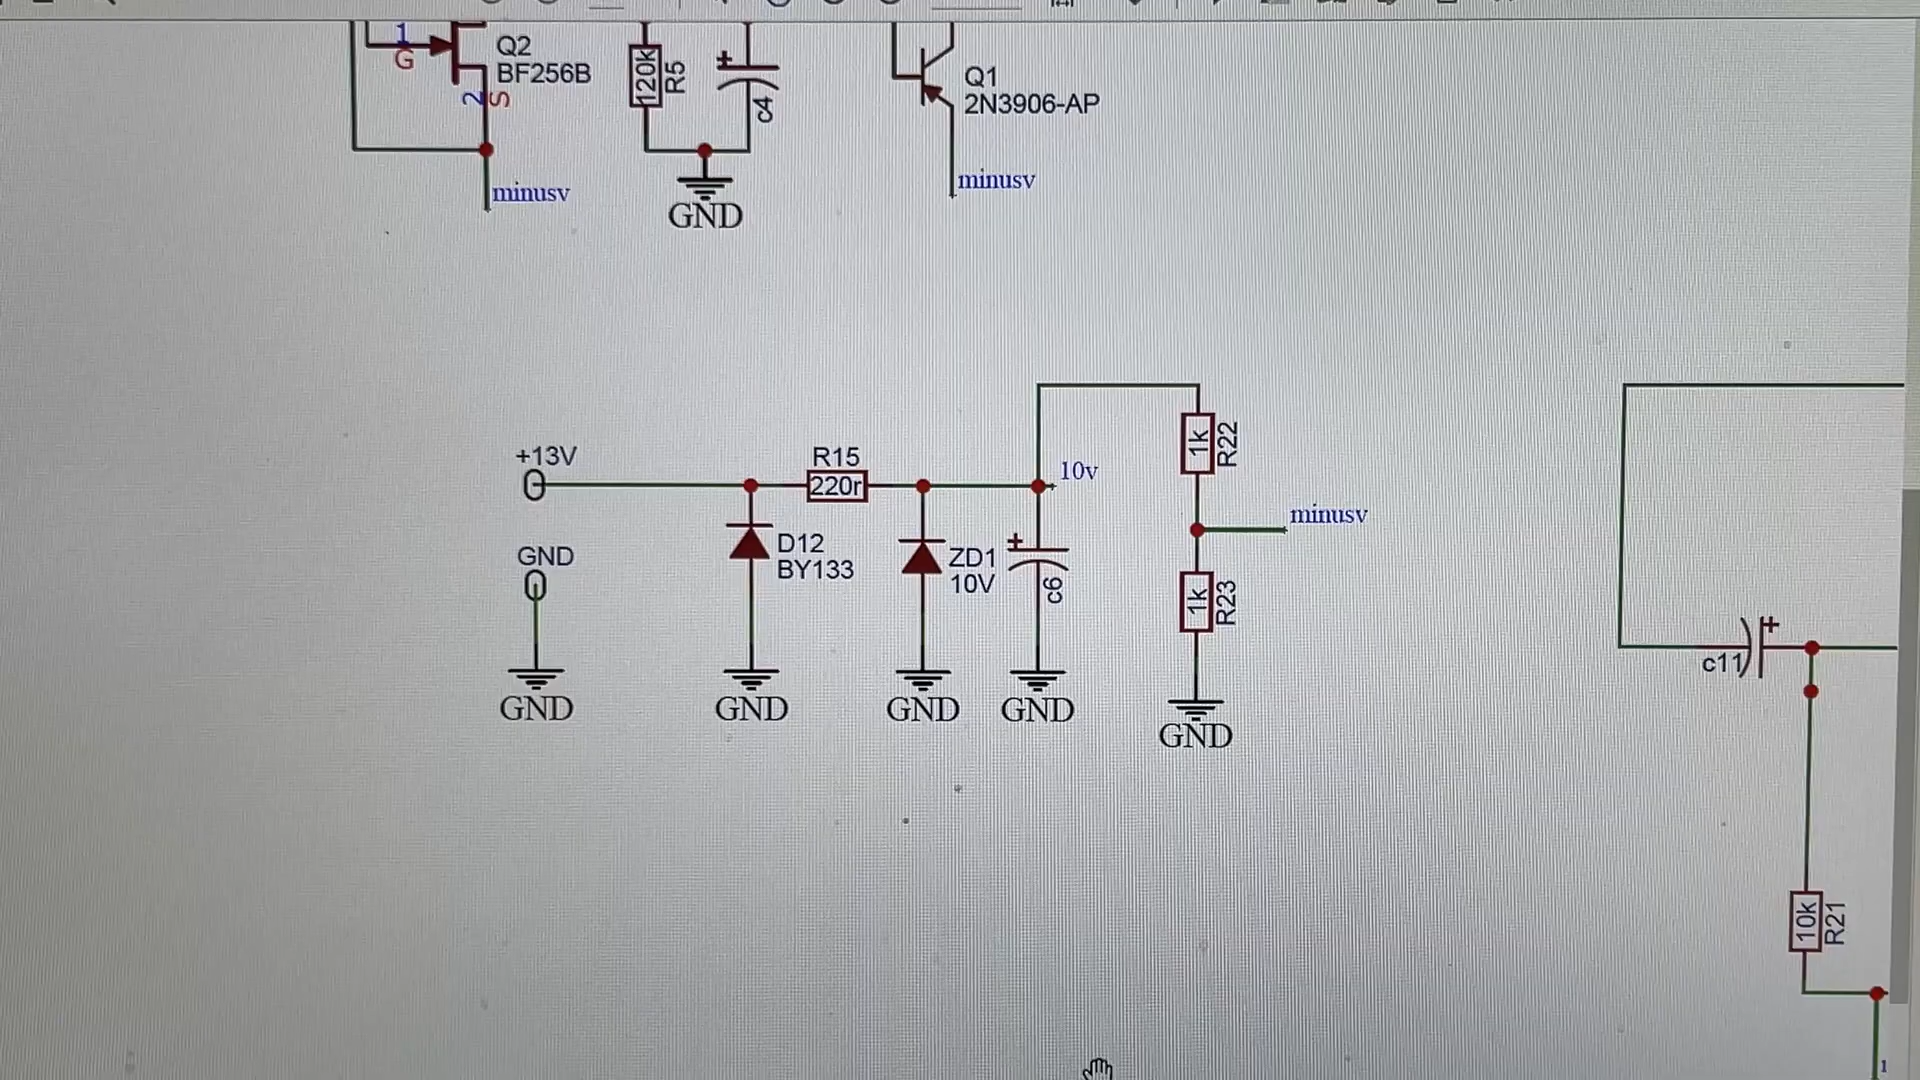 1
G
Q2
BF256B
2
S
120k
R5
+
c4
GND
Q1
2N3906-AP
minusv
minusv
+13V
R15
220r
10v
1k
R22
minusv
GND
D12
BY133
ZD1
10V
+
c6
1k
R23
GND
GND
GND
GND
GND
+
c11
10k
R21
1